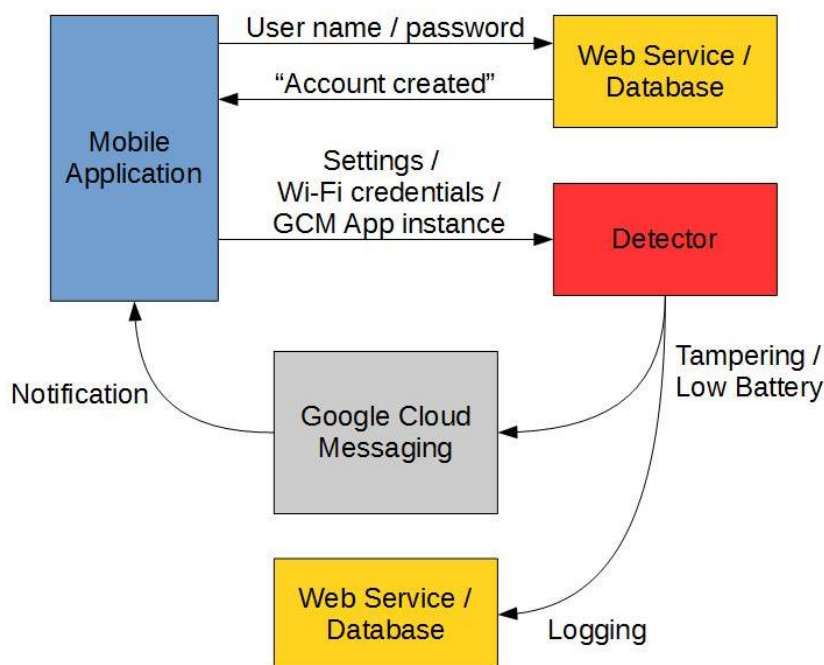 User name / password
Web Service /
Database
“Account created”
Mobile
Application
Settings /
Wi-Fi credentials /
GCM App instance
Detector
Tampering /
Low Battery
Notification
Google Cloud
Messaging
Web Service /
Database
Logging